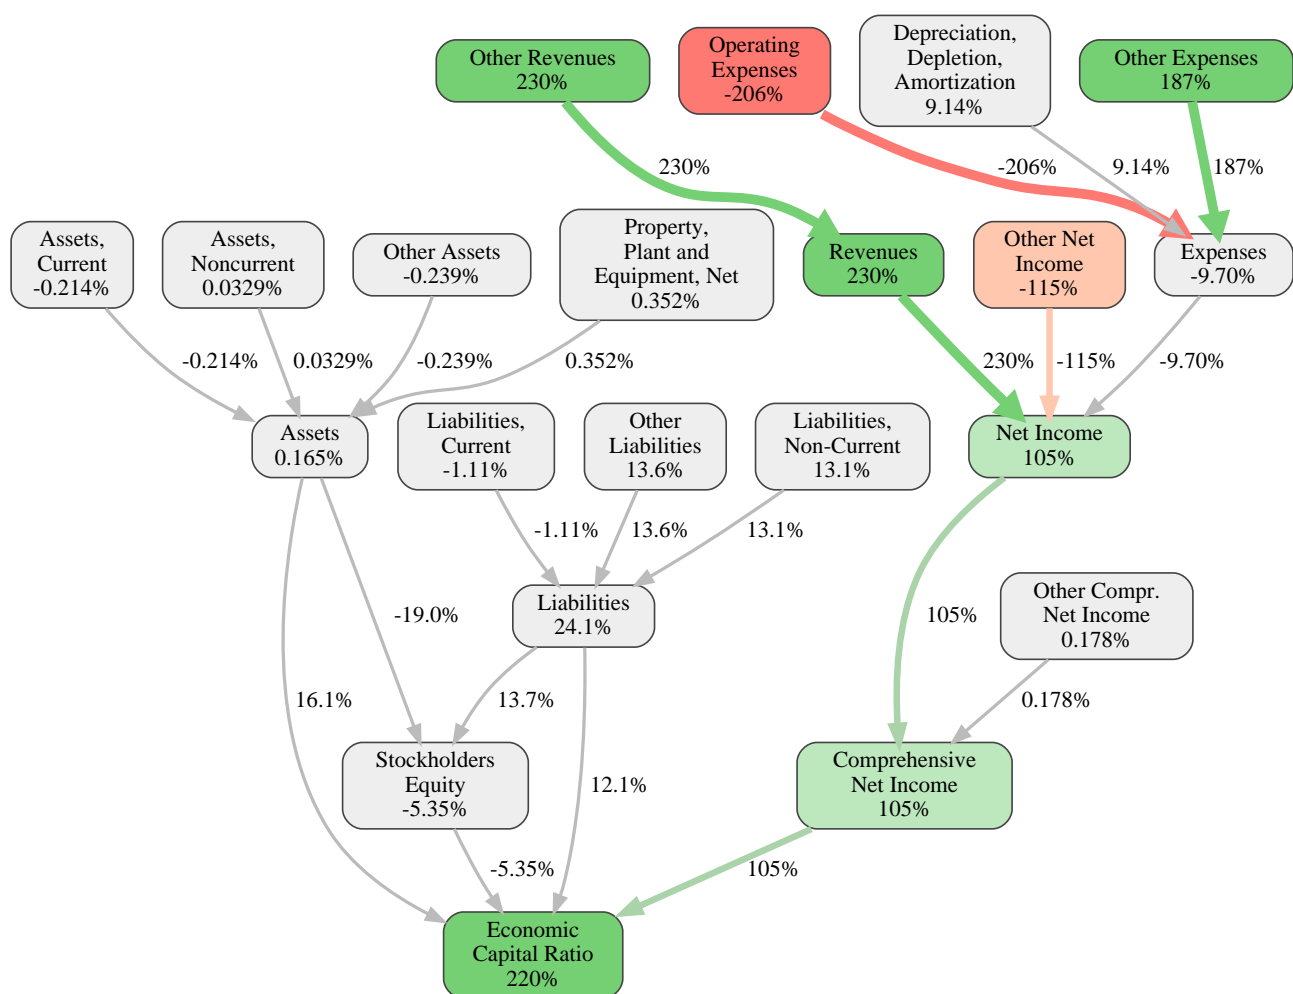 Other Revenues
230%
Operating
Expenses
-206%
Depreciation,
Depletion,
Amortization
9.14%
Other Expenses
187%
230%
-206%
9.14%
187%
Assets,
Current
-0.214%
Assets,
Noncurrent
0.0329%
Other Assets
-0.239%
Property,
Plant and
Equipment, Net
0.352%
Revenues
230%
Other Net
Income
-115%
Expenses
-9.70%
-0.214%
0.0329%
-0.239%
0.352%
230%
-115%
-9.70%
Assets
0.165%
Liabilities,
Current
-1.11%
Other
Liabilities
13.6%
Liabilities,
Non-Current
13.1%
Net Income
105%
-1.11%
13.6%
13.1%
Liabilities
24.1%
Other Compr.
Net Income
0.178%
-19.0%
105%
16.1%
13.7%
0.178%
Stockholders
Equity
-5.35%
12.1%
Comprehensive
Net Income
105%
-5.35%
105%
Economic
Capital Ratio
220%